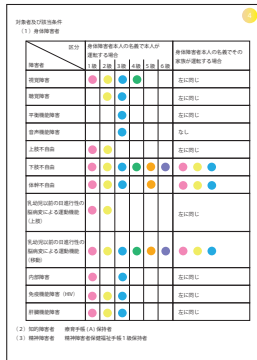 4
対象者及び該当条件
(1) 身体障害者
区分
障害者
身体障害者本人の名義で本人が
運転する場合
身体障害者本人の名義でその
家族が運転する場合
1級 2級 3級 4級 5級 6級
視覚障害 左に同じ
聴覚障害 左に同じ
平衡機能障害 左に同じ
音声機能障害 なし
上肢不自由 左に同じ
下肢不自由
体幹不自由
乳幼児以前の非進行性の
脳病変による運動機能
(上肢)
左に同じ
乳幼児以前の非進行性の
脳病変による運動機能
(移動)
左に同じ
内部障害 左に同じ
免疫機能障害 (HIV) 左に同じ
肝臓機能障害 左に同じ
(2) 知的障害者 療育手帳 (A) 保持者
(3) 精神障害者 精神障害者保健福祉手帳1級保持者